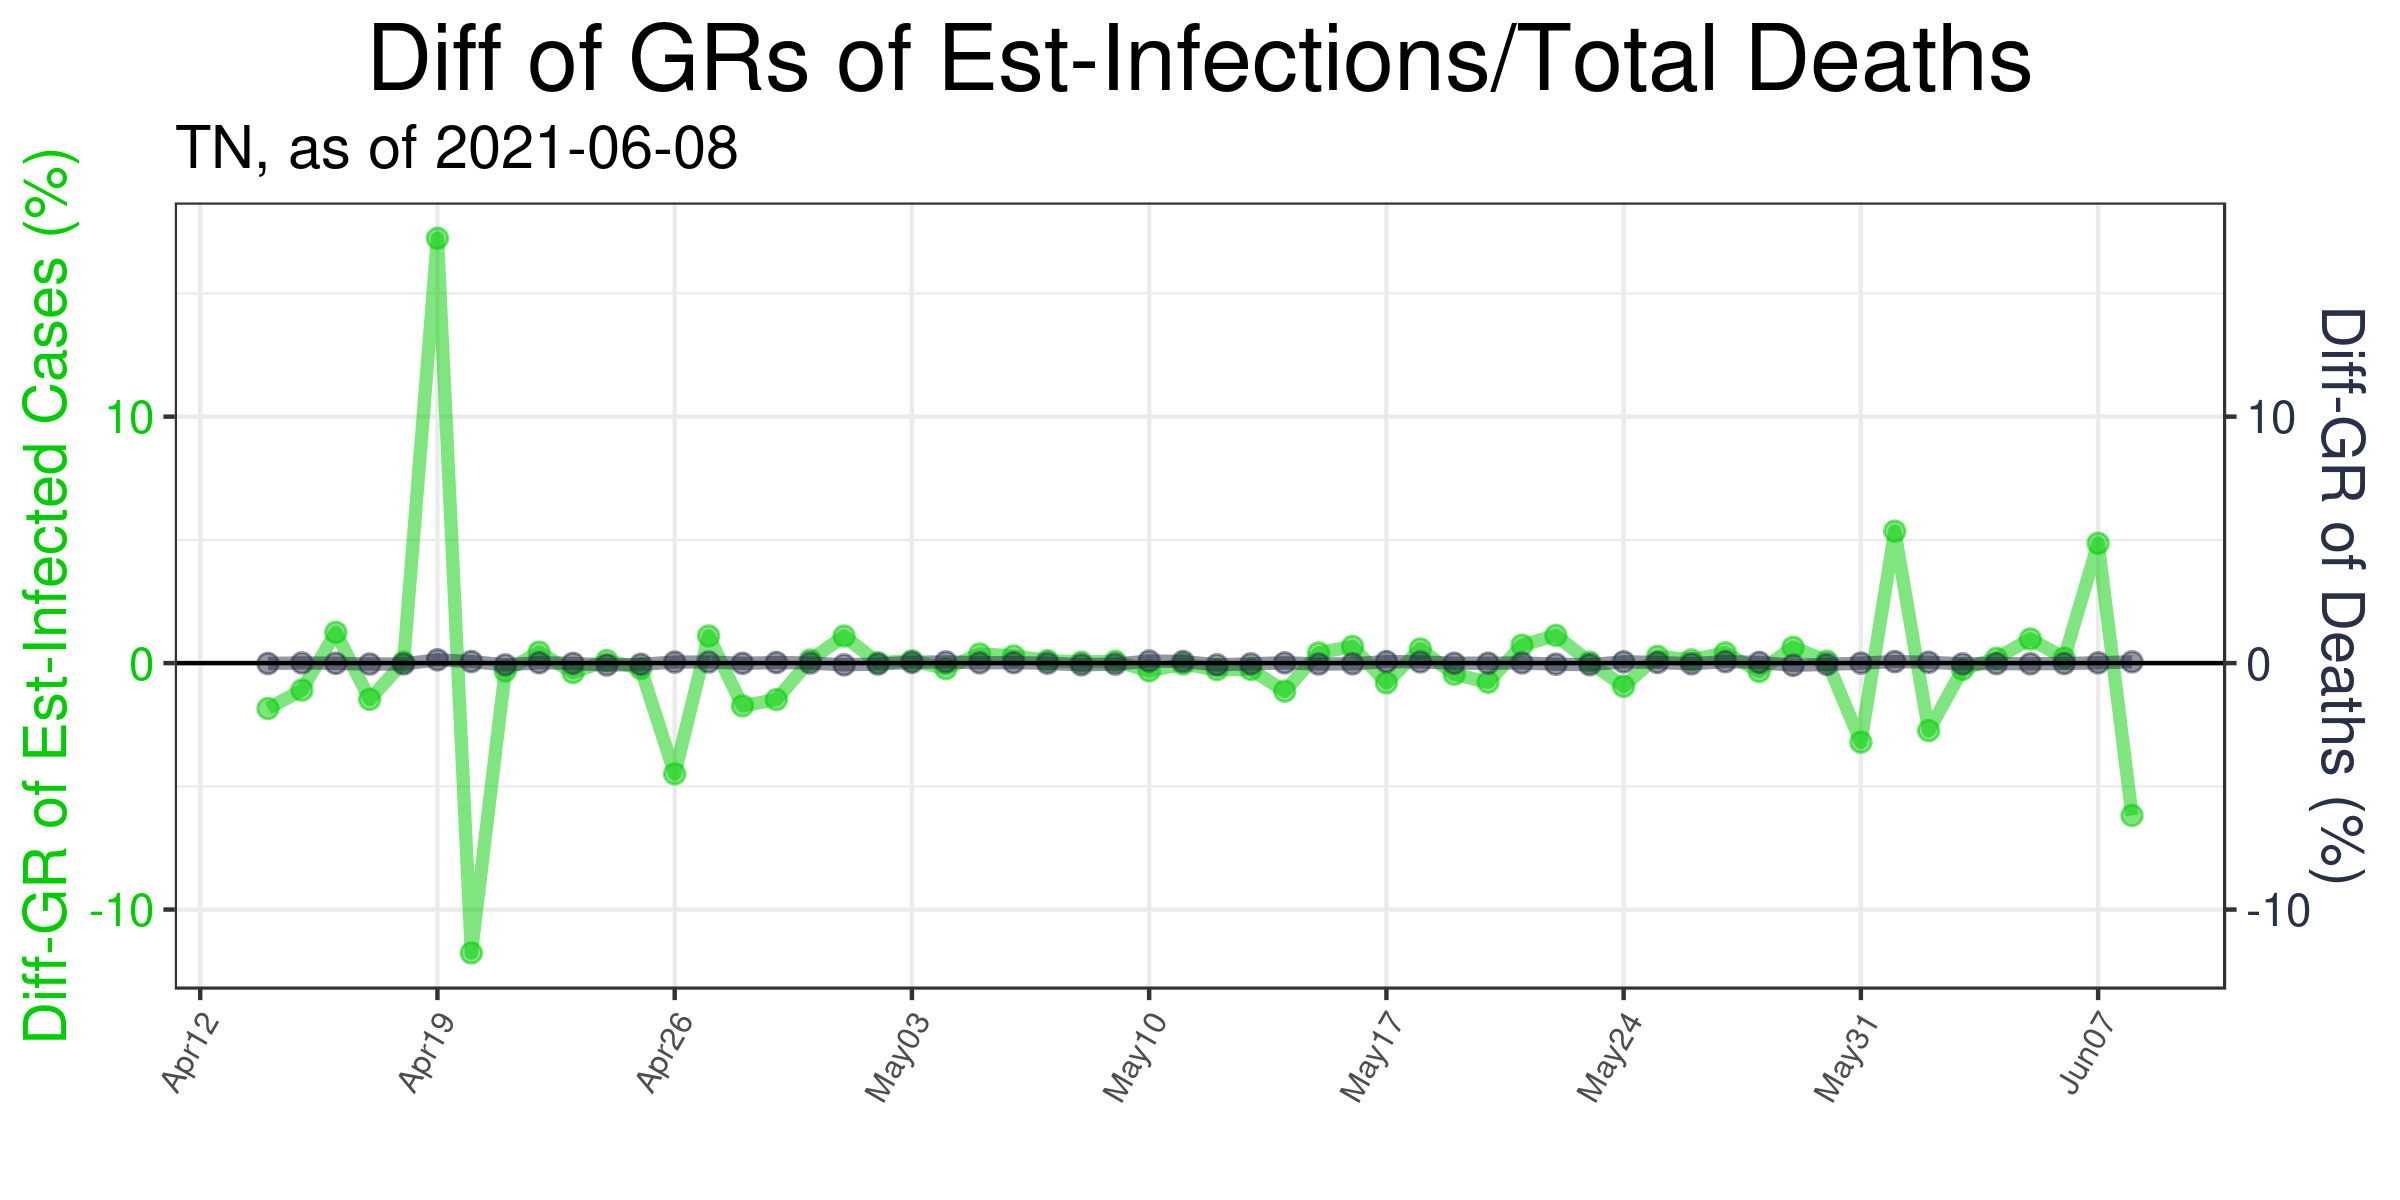 Diff of GRs of Est-Infections/Total Deaths
TN, as of 2021-06-08
Diff-GR of Est-Infected Cases (%)
10
0
-10
10
0
-10
Diff-GR of Deaths (%)
Apr12
Apr19
Apr26
May03
May10
May17
May24
May31
Jun07